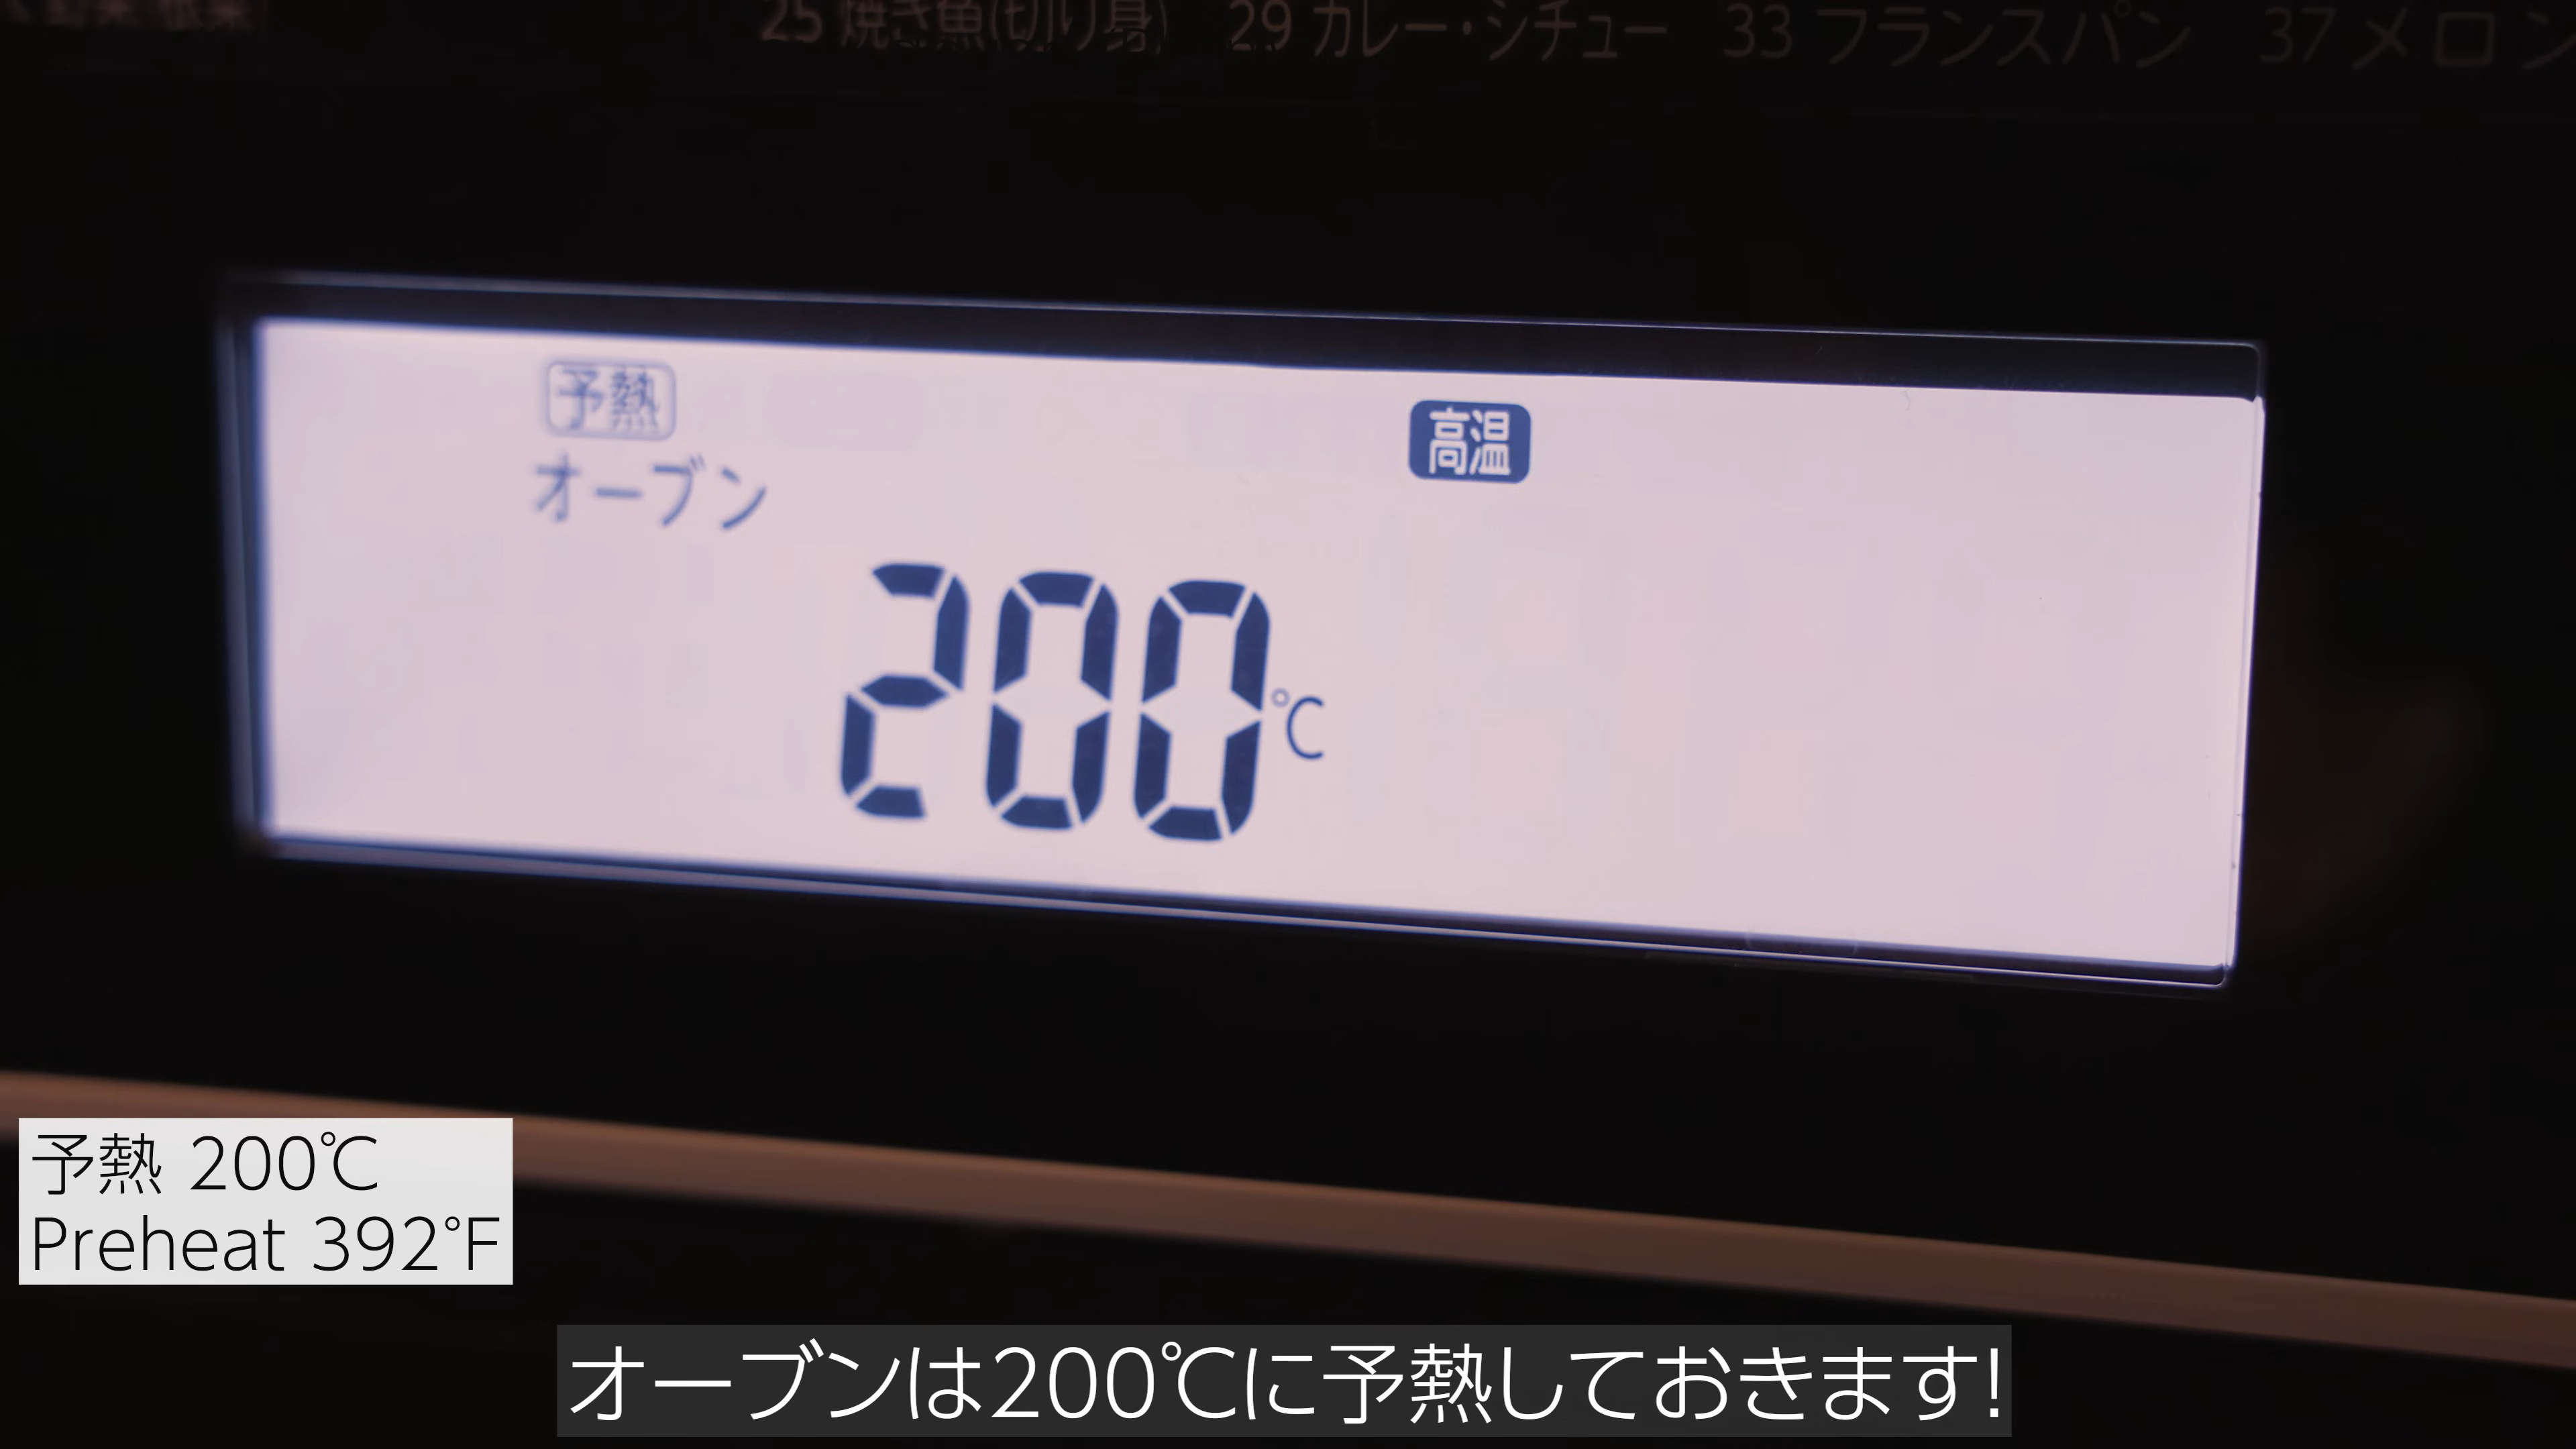 25 焼き魚(切り身) 29 カレー・シチュー 33 フランスパン 37 メロン
予熱
高温
オーブン
200℃
予熱 200℃
Preheat 392°F
オーブンは200℃に予熱しておきます!